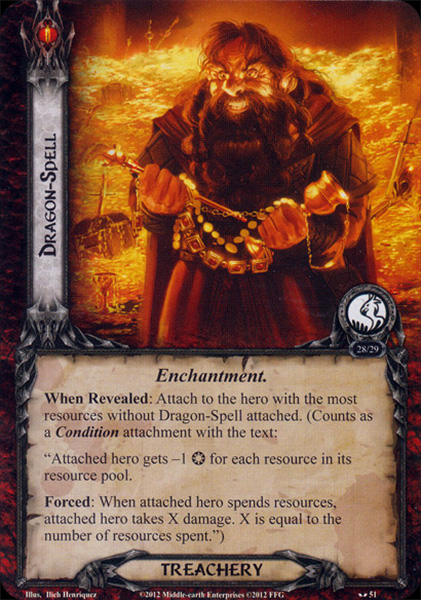 DRAGON-SPELL
28/29
Enchantment.
When Revealed: Attach to the hero with the most
resources without Dragon-Spell attached. (Counts as
a Condition attachment with the text:
“Attached hero gets –1 for each resource in its
resource pool.
Forced: When attached hero spends resources,
attached hero takes X damage. X is equal to the
number of resources spent.”)
TREACHERY
Illus. Ilich Henriquez
©2012 Middle-earth Enterprises ©2012 FFG
51